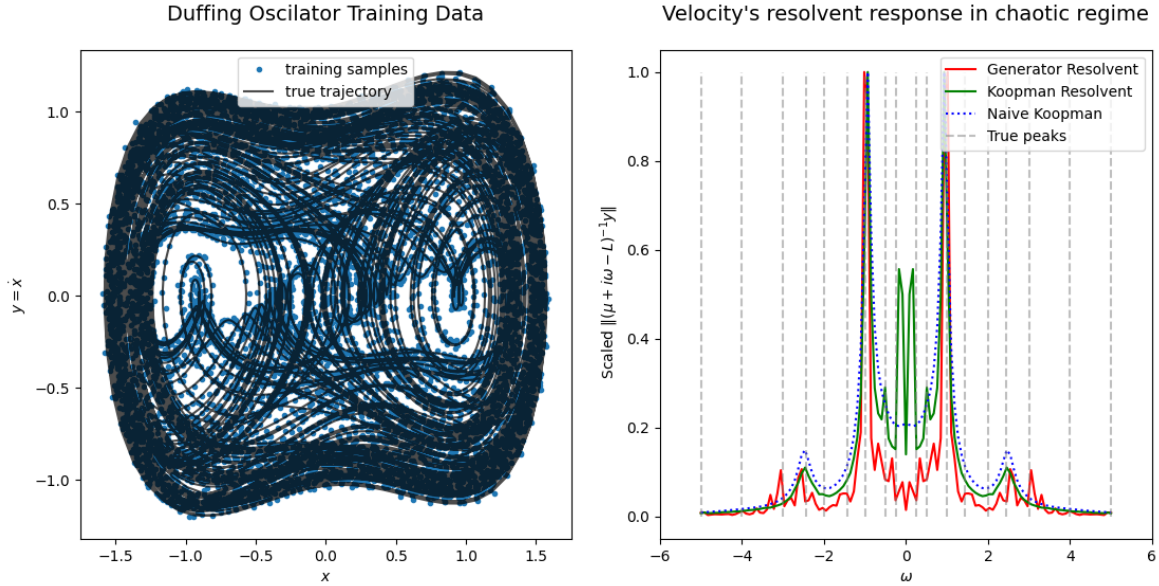 Duffing Oscilator Training Data
training samples
true trajectory
1.0
0.5
0.0
−0.5
−1.0
y = ẋ
−1.5
−1.0
−0.5
0.0
0.5
1.0
1.5
x
Velocity's resolvent response in chaotic regime
Generator Resolvent
Koopman Resolvent
Naive Koopman
True peaks
1.0
0.8
0.6
0.4
0.2
0.0
Scaled ‖(μ + iω − L)⁻¹y‖
−6
−4
−2
0
2
4
6
ω